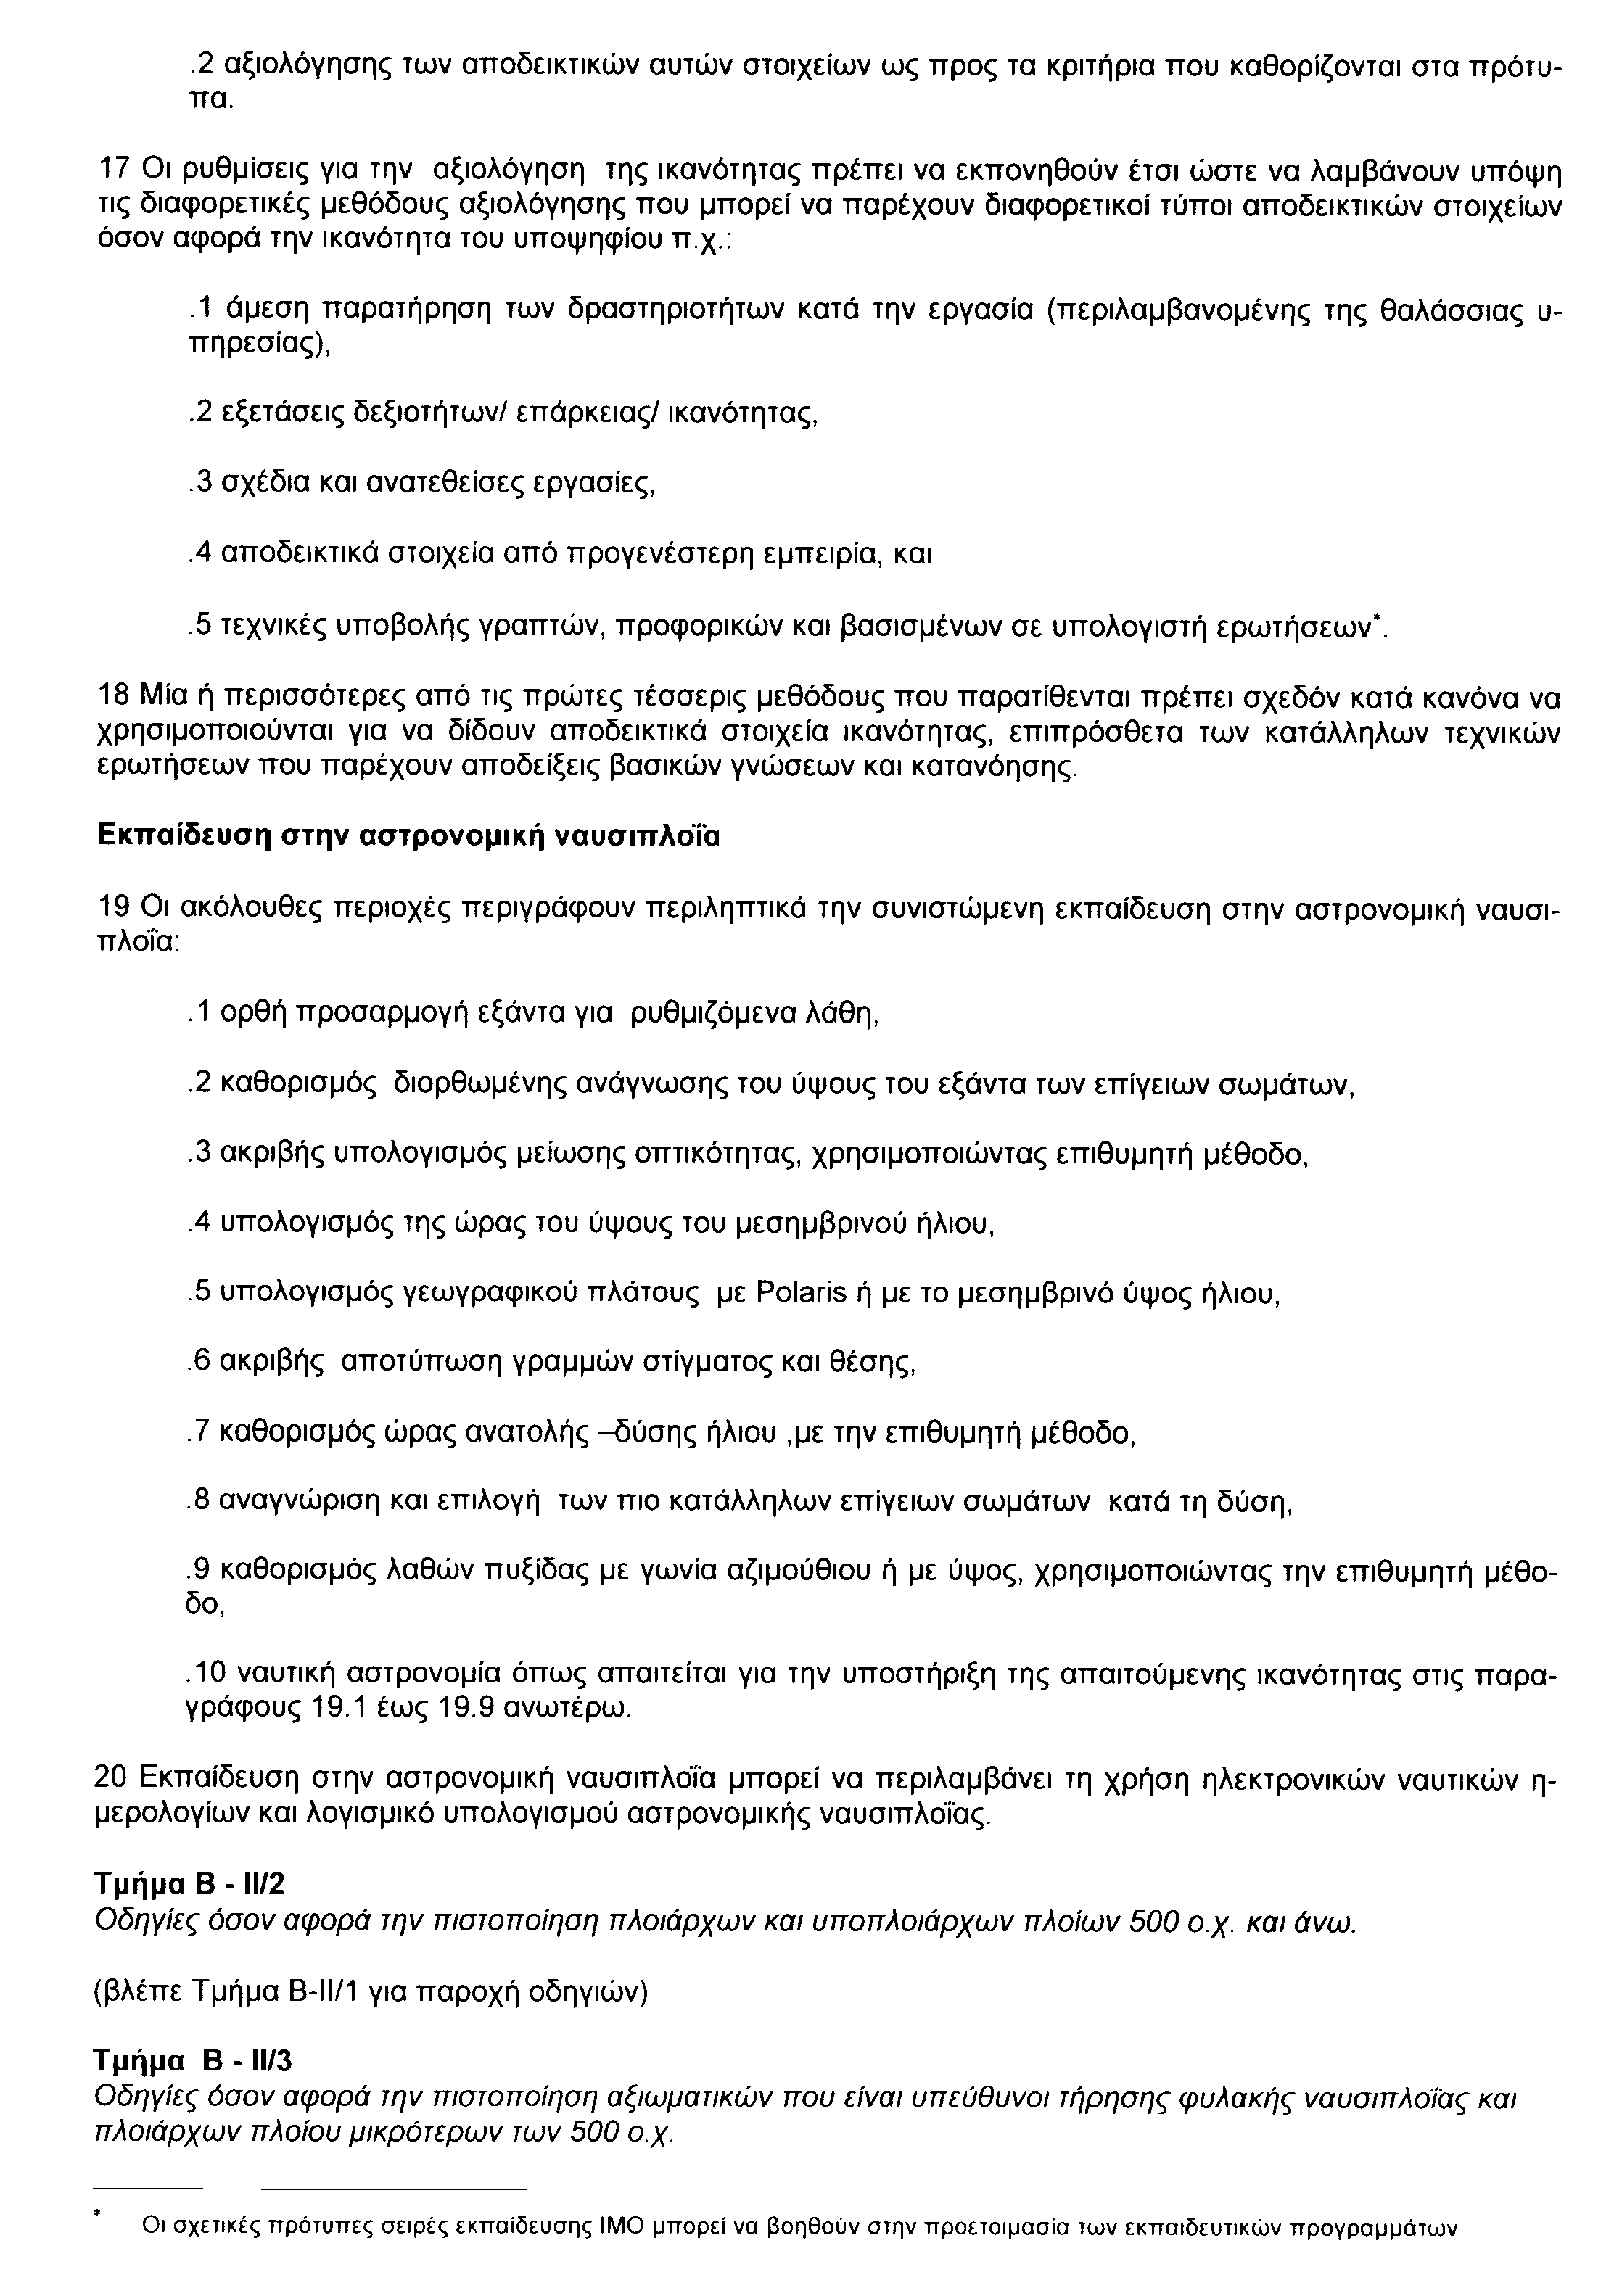 .2 αξιολόγησης των αποδεικτικών αυτών στοιχείων ως προς τα κριτήρια που καθορίζονται στα πρότυ-
πα.
17 Οι ρυθμίσεις για την αξιολόγηση της ικανότητας πρέπει να εκπονηθούν έτσι ώστε να λαμβάνουν υπόψη
τις διαφορετικές μεθόδους αξιολόγησης που μπορεί να παρέχουν διαφορετικοί τύποι αποδεικτικών στοιχείων
όσον αφορά την ικανότητα του υποψηφίου π.χ.:
.1 άμεση παρατήρηση των δραστηριοτήτων κατά την εργασία (περιλαμβανομένης της θαλάσσιας υ-
πηρεσίας),
.2 εξετάσεις δεξιοτήτων/ επάρκειας/ ικανότητας,
.3 σχέδια και ανατεθείσες εργασίες,
.4 αποδεικτικά στοιχεία από προγενέστερη εμπειρία, και
.5 τεχνικές υποβολής γραπτών, προφορικών και βασισμένων σε υπολογιστή ερωτήσεων*.
18 Μία ή περισσότερες από τις πρώτες τέσσερις μεθόδους που παρατίθενται πρέπει σχεδόν κατά κανόνα να
χρησιμοποιούνται για να δίδουν αποδεικτικά στοιχεία ικανότητας, επιπρόσθετα των κατάλληλων τεχνικών
ερωτήσεων που παρέχουν αποδείξεις βασικών γνώσεων και κατανόησης.
Εκπαίδευση στην αστρονομική ναυσιπλοΐα
19 Οι ακόλουθες περιοχές περιγράφουν περιληπτικά την συνιστώμενη εκπαίδευση στην αστρονομική ναυσι-
πλοΐα:
.1 ορθή προσαρμογή εξάντα για ρυθμιζόμενα λάθη,
.2 καθορισμός διορθωμένης ανάγνωσης του ύψους του εξάντα των επίγειων σωμάτων,
.3 ακριβής υπολογισμός μείωσης οπτικότητας, χρησιμοποιώντας επιθυμητή μέθοδο,
.4 υπολογισμός της ώρας του ύψους του μεσημβρινού ήλιου,
.5 υπολογισμός γεωγραφικού πλάτους με Polaris ή με το μεσημβρινό ύψος ήλιου,
.6 ακριβής αποτύπωση γραμμών στίγματος και θέσης,
.7 καθορισμός ώρας ανατολής –δύσης ήλιου ,με την επιθυμητή μέθοδο,
.8 αναγνώριση και επιλογή των πιο κατάλληλων επίγειων σωμάτων κατά τη δύση,
.9 καθορισμός λαθών πυξίδας με γωνία αζιμούθιου ή με ύψος, χρησιμοποιώντας την επιθυμητή μέθο-
δο,
.10 ναυτική αστρονομία όπως απαιτείται για την υποστήριξη της απαιτούμενης ικανότητας στις παρα-
γράφους 19.1 έως 19.9 ανωτέρω.
20 Εκπαίδευση στην αστρονομική ναυσιπλοΐα μπορεί να περιλαμβάνει τη χρήση ηλεκτρονικών ναυτικών η-
μερολογίων και λογισμικό υπολογισμού αστρονομικής ναυσιπλοΐας.
Τμήμα Β - ΙΙ/2
Οδηγίες όσον αφορά την πιστοποίηση πλοιάρχων και υποπλοιάρχων πλοίων 500 ο.χ. και άνω.
(βλέπε Τμήμα Β-ΙΙ/1 για παροχή οδηγιών)
Τμήμα Β - ΙΙ/3
Οδηγίες όσον αφορά την πιστοποίηση αξιωματικών που είναι υπεύθυνοι τήρησης φυλακής ναυσιπλοΐας και
πλοιάρχων πλοίου μικρότερων των 500 ο.χ.
* Οι σχετικές πρότυπες σειρές εκπαίδευσης ΙΜΟ μπορεί να βοηθούν στην προετοιμασία των εκπαιδευτικών προγραμμάτων